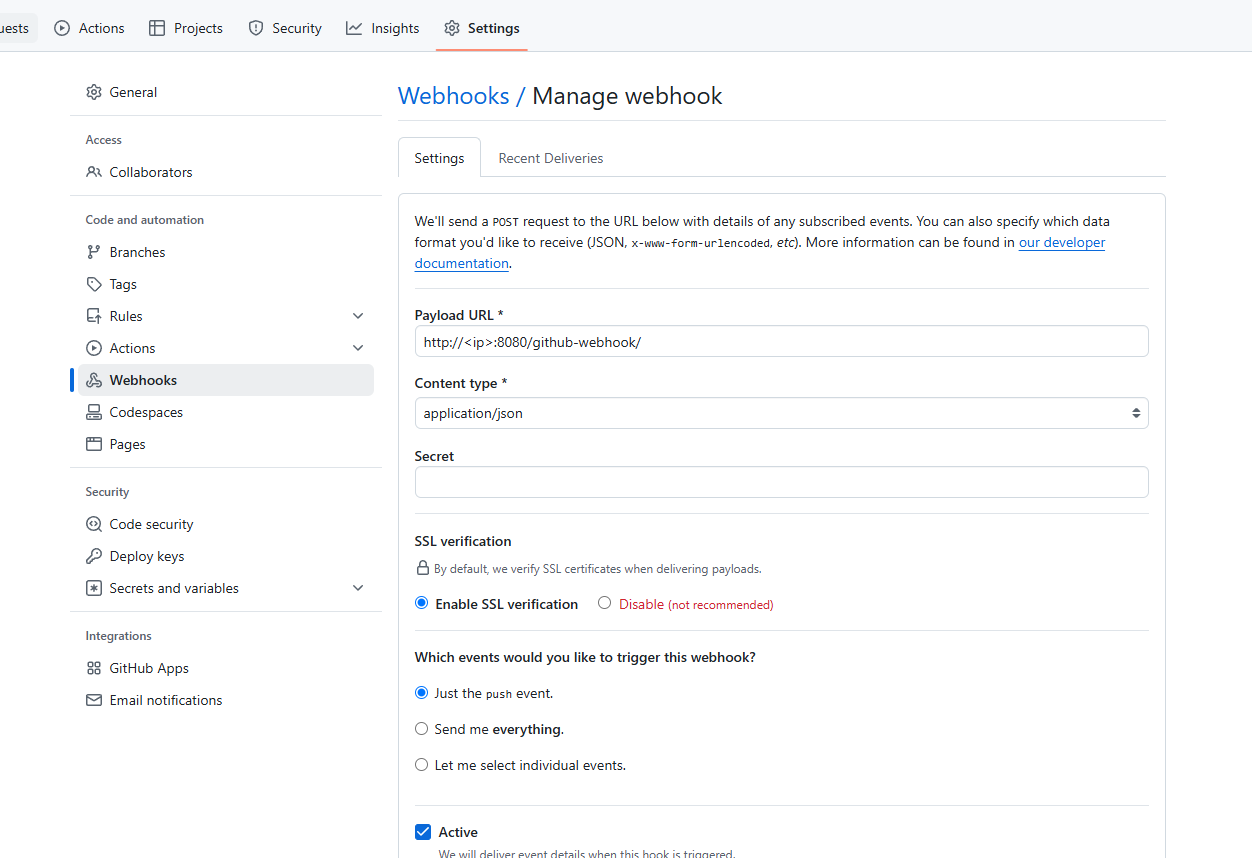 uests Actions Projects Security Insights Settings
General
Access
Collaborators
Code and automation
Branches
Tags
Rules
Actions
Webhooks
Codespaces
Pages
Security
Code security
Deploy keys
Secrets and variables
Integrations
GitHub Apps
Email notifications
Webhooks / Manage webhook
Settings Recent Deliveries
We'll send a POST request to the URL below with details of any subscribed events. You can also specify which data
format you'd like to receive (JSON, x-www-form-urlencoded, etc). More information can be found in our developer
documentation.
Payload URL *
http://<ip>:8080/github-webhook/
Content type *
application/json
Secret
SSL verification
By default, we verify SSL certificates when delivering payloads.
Enable SSL verification Disable (not recommended)
Which events would you like to trigger this webhook?
Just the push event.
Send me everything.
Let me select individual events.
Active
We will deliver event details when this hook is triggered.